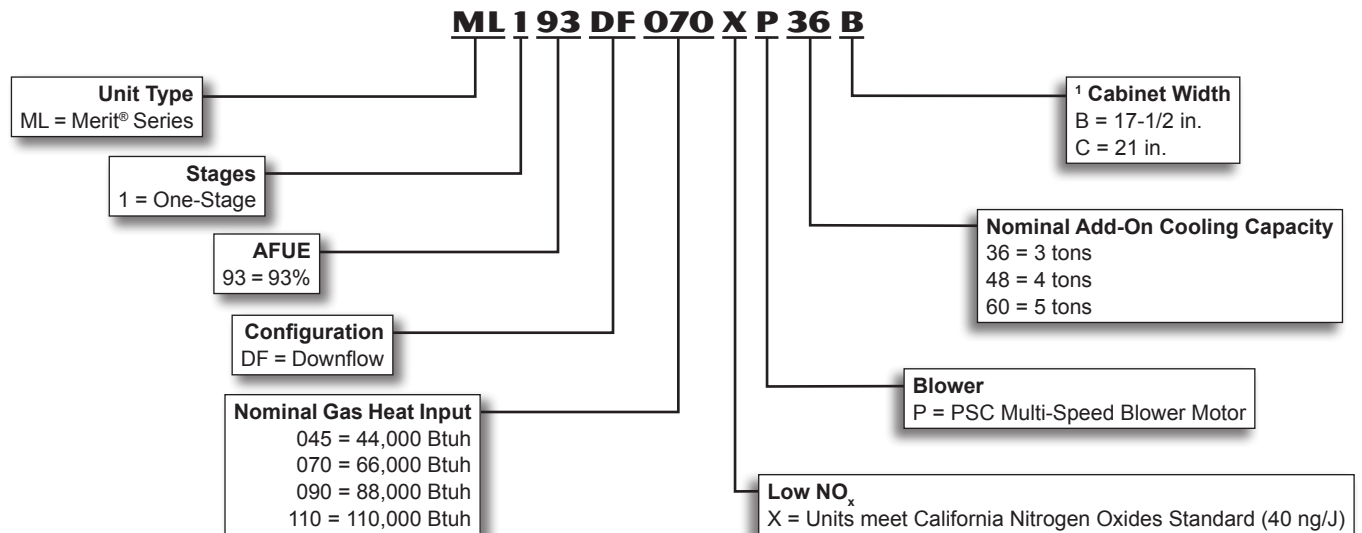 ML 1 93 DF 070 X P 36 B
Unit Type
ML = Merit® Series
Stages
1 = One-Stage
AFUE
93 = 93%
Configuration
DF = Downflow
Nominal Gas Heat Input
045 = 44,000 Btuh
070 = 66,000 Btuh
090 = 88,000 Btuh
110 = 110,000 Btuh
¹ Cabinet Width
B = 17-1/2 in.
C = 21 in.
Nominal Add-On Cooling Capacity
36 = 3 tons
48 = 4 tons
60 = 5 tons
Blower
P = PSC Multi-Speed Blower Motor
Low NOₓ
X = Units meet California Nitrogen Oxides Standard (40 ng/J)